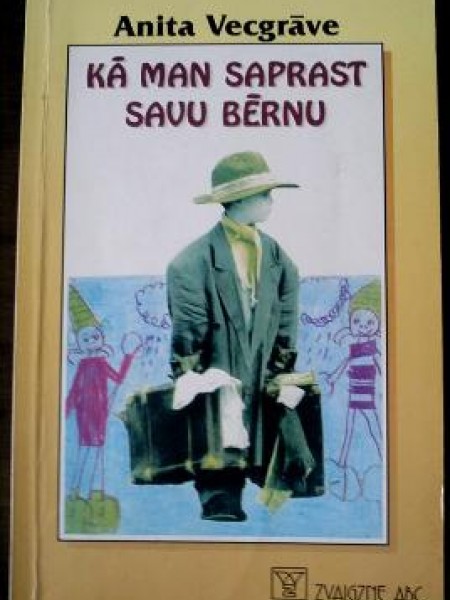 Anita Vecgrāve
KĀ MAN SAPRAST
SAVU BĒRNU
ZVAIGZNE ABC